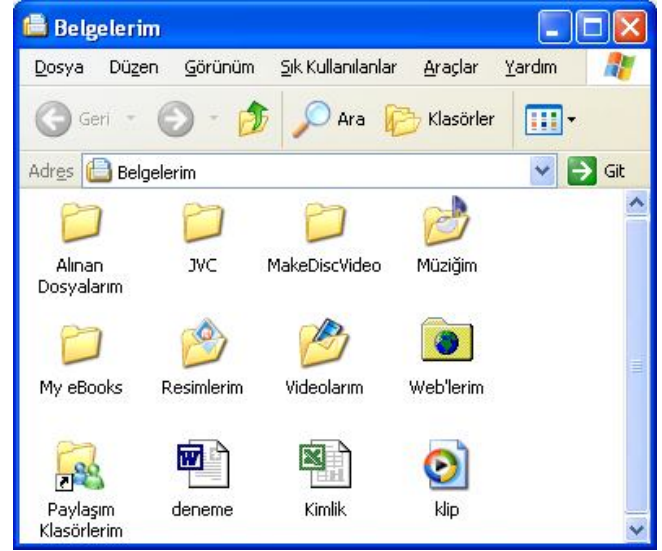 Belgelerim
Dosya Düzen Görünüm Sık Kullanılanlar Araçlar Yardım
Geri Ara Klasörler
Adres Belgelerim Git
Alınan Dosyalarım JVC MakeDiscVideo Müziğim
My eBooks Resimlerim Videolarım Web'lerim
Paylaşım Klasörlerim deneme Kimlik klip